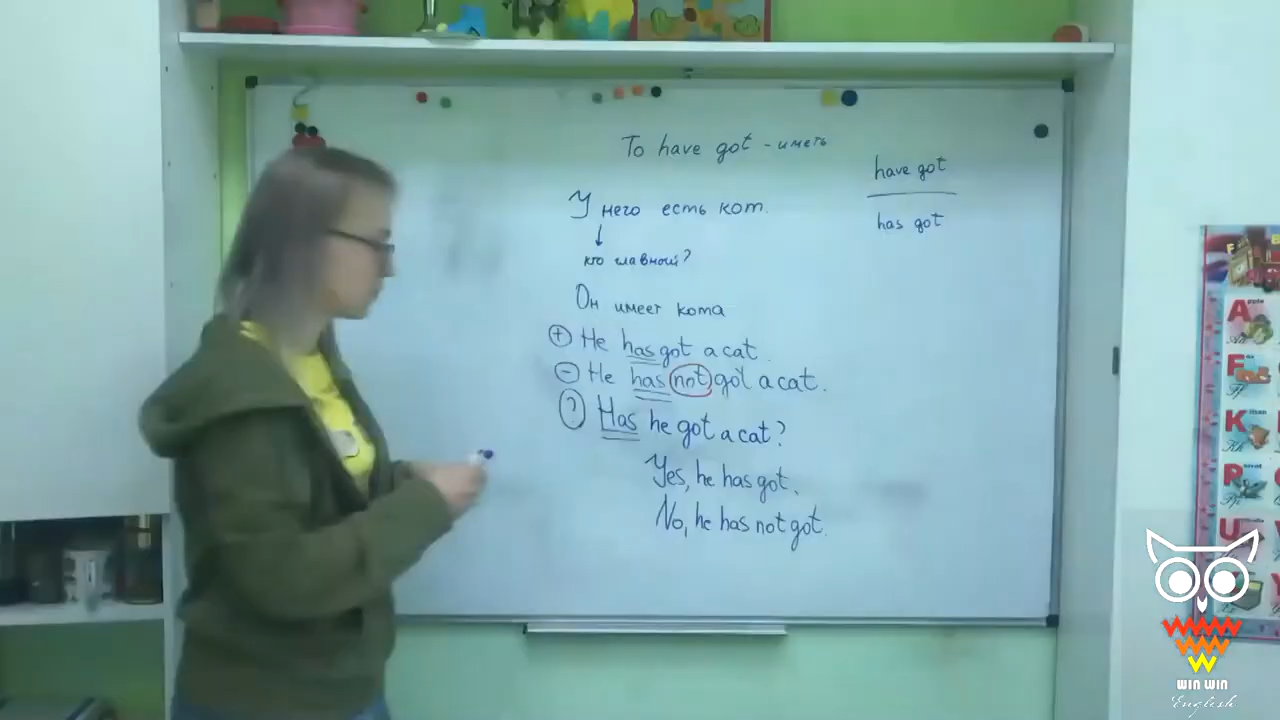 To have got - иметь
have got
has got
У него есть кот.
кто главный?
Он имеет кота
+ He has got a cat.
- He has not got a cat.
? Has he got a cat?
Yes, he has got.
No, he has not got.
A
F
K
P
U
WIN WIN
English